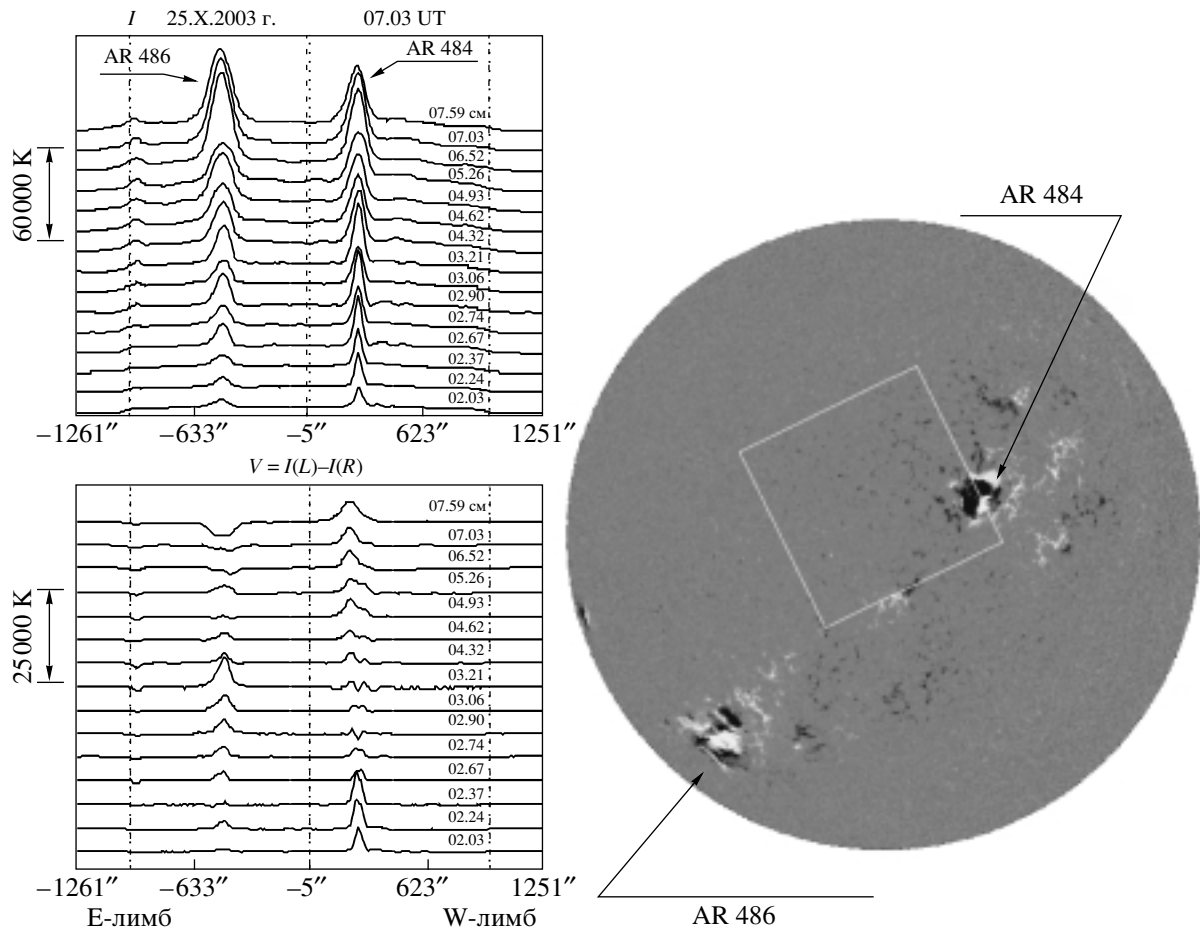 I 25.X.2003 г. 07.03 UT
AR 486
AR 484
07.59 см
07.03
06.52
05.26
04.93
04.62
04.32
03.21
03.06
02.90
02.74
02.67
02.37
02.24
02.03
60000 K
−1261″ −633″ −5″ 623″ 1251″
V = I(L)–I(R)
07.59 см
07.03
06.52
05.26
04.93
04.62
04.32
03.21
03.06
02.90
02.74
02.67
02.37
02.24
02.03
25000 K
−1261″ −633″ −5″ 623″ 1251″
E-лимб W-лимб
AR 484
AR 486